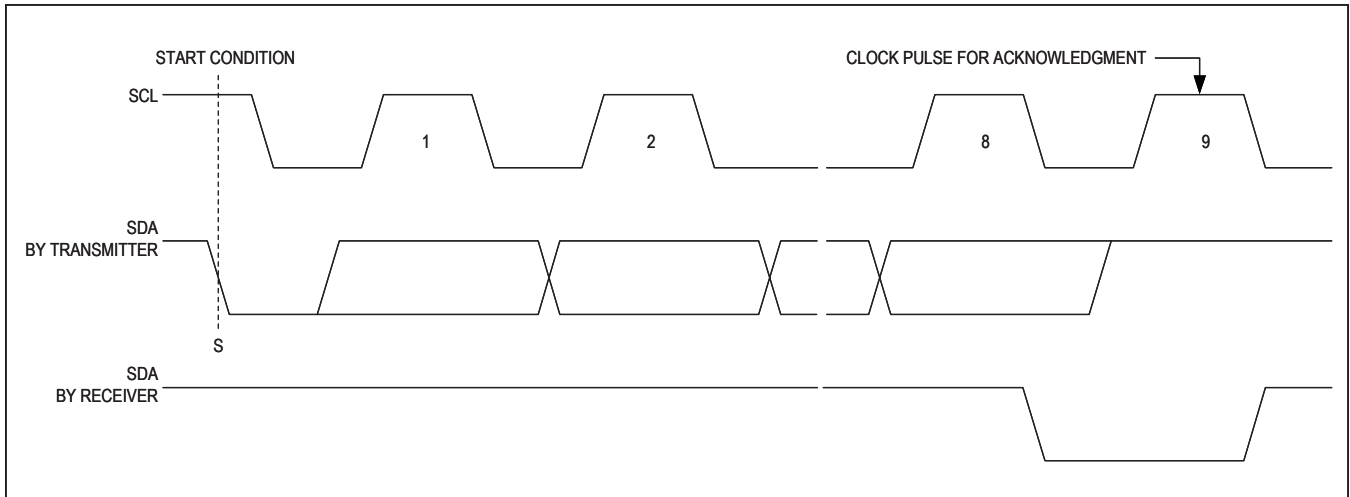 START CONDITION
CLOCK PULSE FOR ACKNOWLEDGMENT
SCL
1
2
8
9
SDA
BY TRANSMITTER
S
SDA
BY RECEIVER